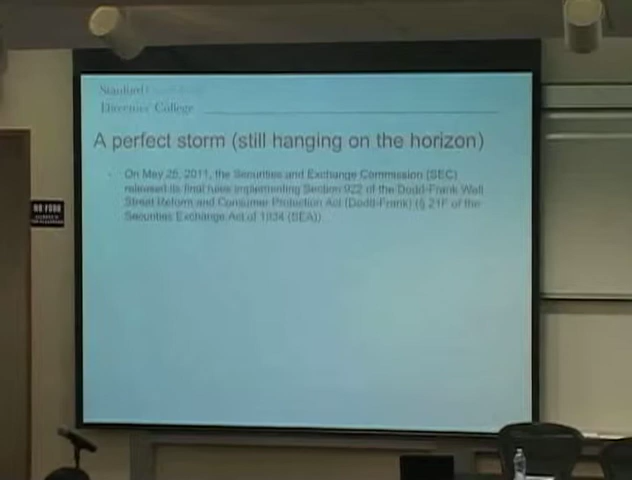 Stanford
Directors' College
A perfect storm (still hanging on the horizon)
- On May 25, 2011, the Securities and Exchange Commission (SEC)
released its final rules implementing Section 922 of the Dodd-Frank Wall
Street Reform and Consumer Protection Act (Dodd-Frank) (§ 21F of the
Securities Exchange Act of 1934 (SEA))
NO FOOD